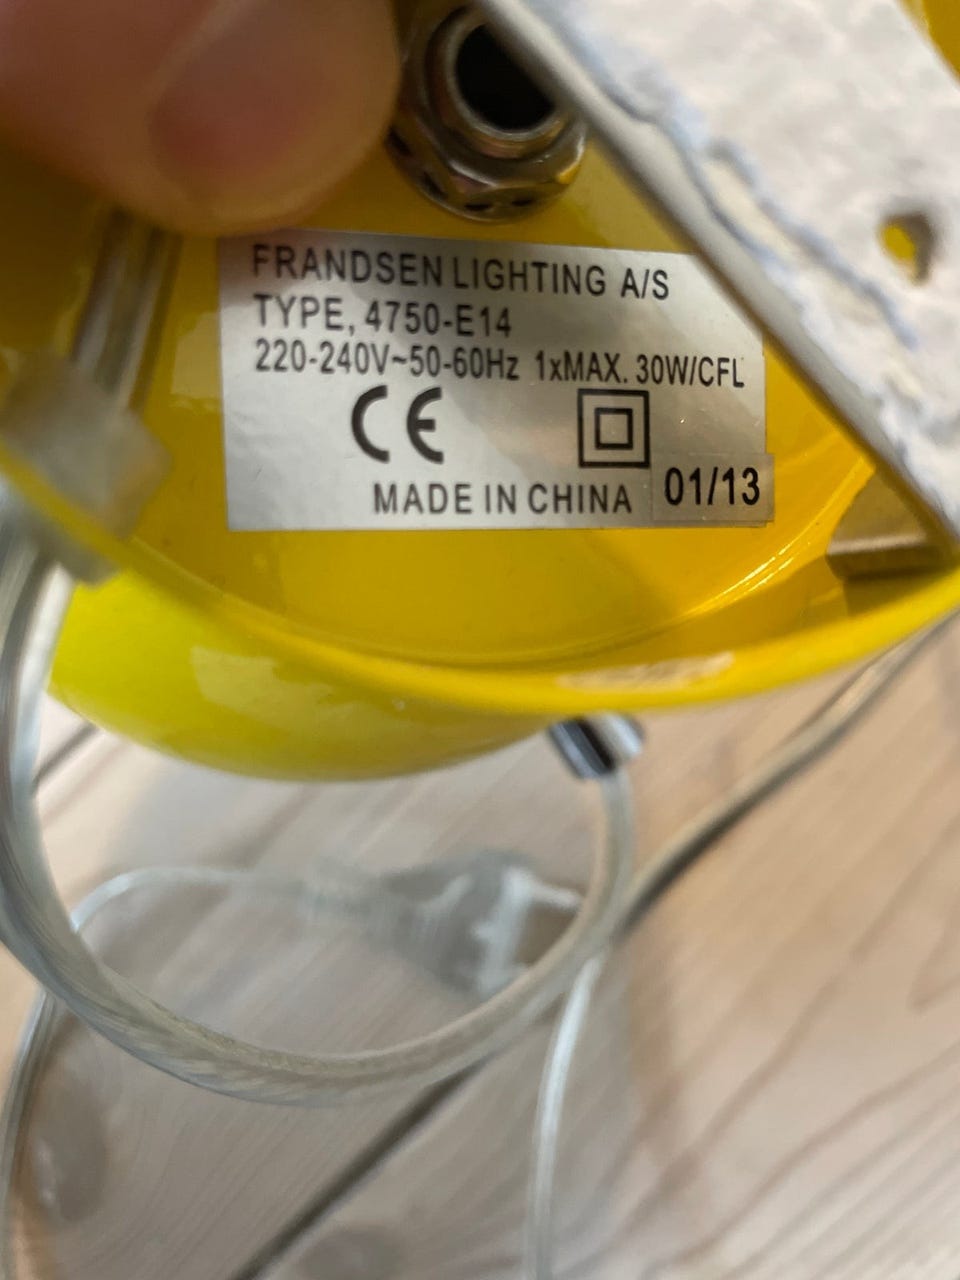 FRANDSEN LIGHTING A/S
TYPE, 4750-E14
220-240V~50-60Hz 1xMAX. 30W/CFL
CE
MADE IN CHINA 01/13